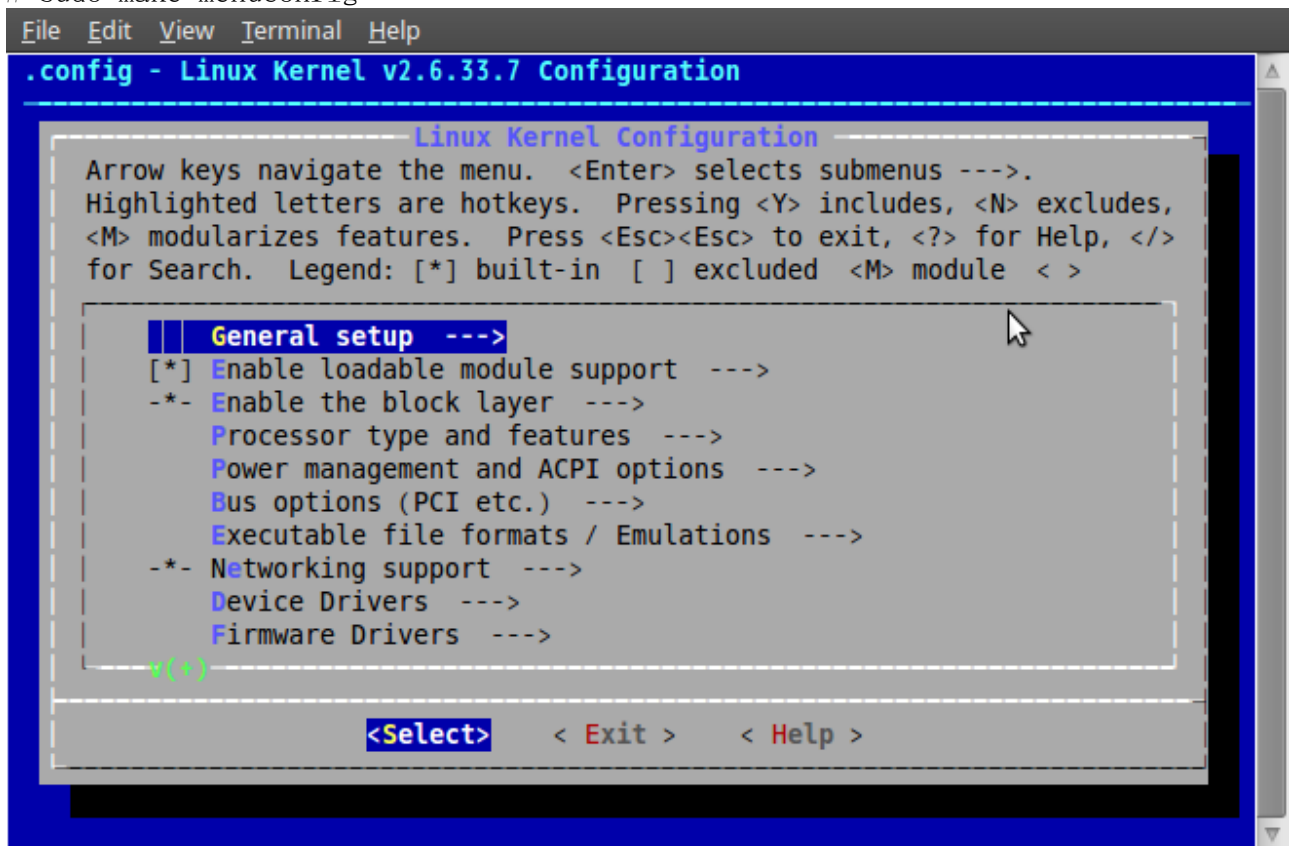 # sudo make menuconfig
File Edit View Terminal Help
.config - Linux Kernel v2.6.33.7 Configuration
Linux Kernel Configuration
Arrow keys navigate the menu. <Enter> selects submenus --->.
Highlighted letters are hotkeys. Pressing <Y> includes, <N> excludes,
<M> modularizes features. Press <Esc><Esc> to exit, <?> for Help, </>
for Search. Legend: [*] built-in [ ] excluded <M> module < >
General setup --->
[*] Enable loadable module support --->
-*- Enable the block layer --->
Processor type and features --->
Power management and ACPI options --->
Bus options (PCI etc.) --->
Executable file formats / Emulations --->
-*- Networking support --->
Device Drivers --->
Firmware Drivers --->
v(+)
<Select> < Exit > < Help >